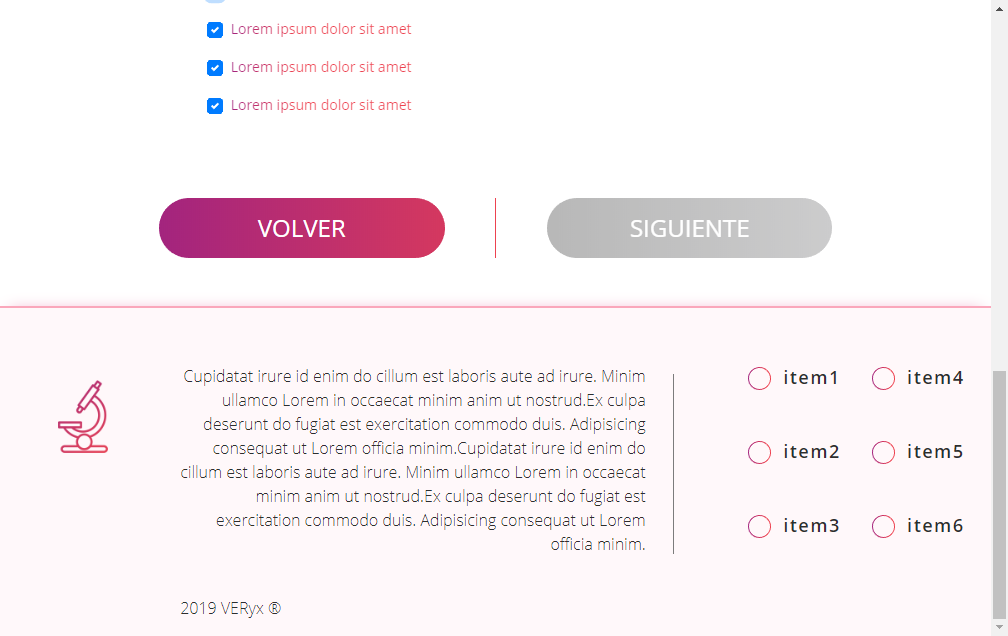 Lorem ipsum dolor sit amet
Lorem ipsum dolor sit amet
Lorem ipsum dolor sit amet
VOLVER
SIGUIENTE
Cupidatat irure id enim do cillum est laboris aute ad irure. Minim
ullamco Lorem in occaecat minim anim ut nostrud.Ex culpa
deserunt do fugiat est exercitation commodo duis. Adipisicing
consequat ut Lorem officia minim.Cupidatat irure id enim do
cillum est laboris aute ad irure. Minim ullamco Lorem in occaecat
minim anim ut nostrud.Ex culpa deserunt do fugiat est
exercitation commodo duis. Adipisicing consequat ut Lorem
officia minim.
item1
item4
item2
item5
item3
item6
2019 VERyx ®